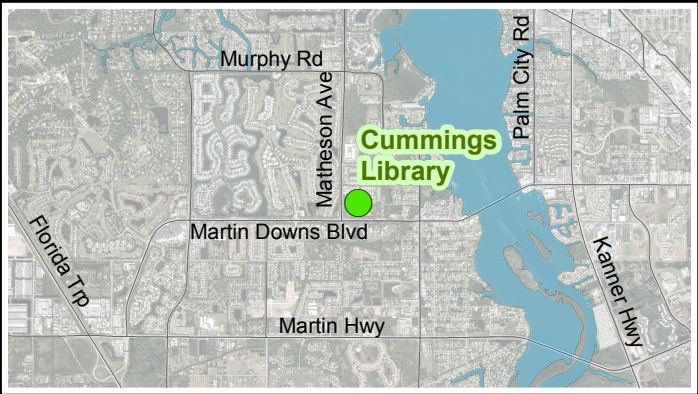 Murphy Rd
Matheson Ave
Palm City Rd
Cummings
Library
Martin Downs Blvd
Florida Trp
Kanner Hwy
Martin Hwy